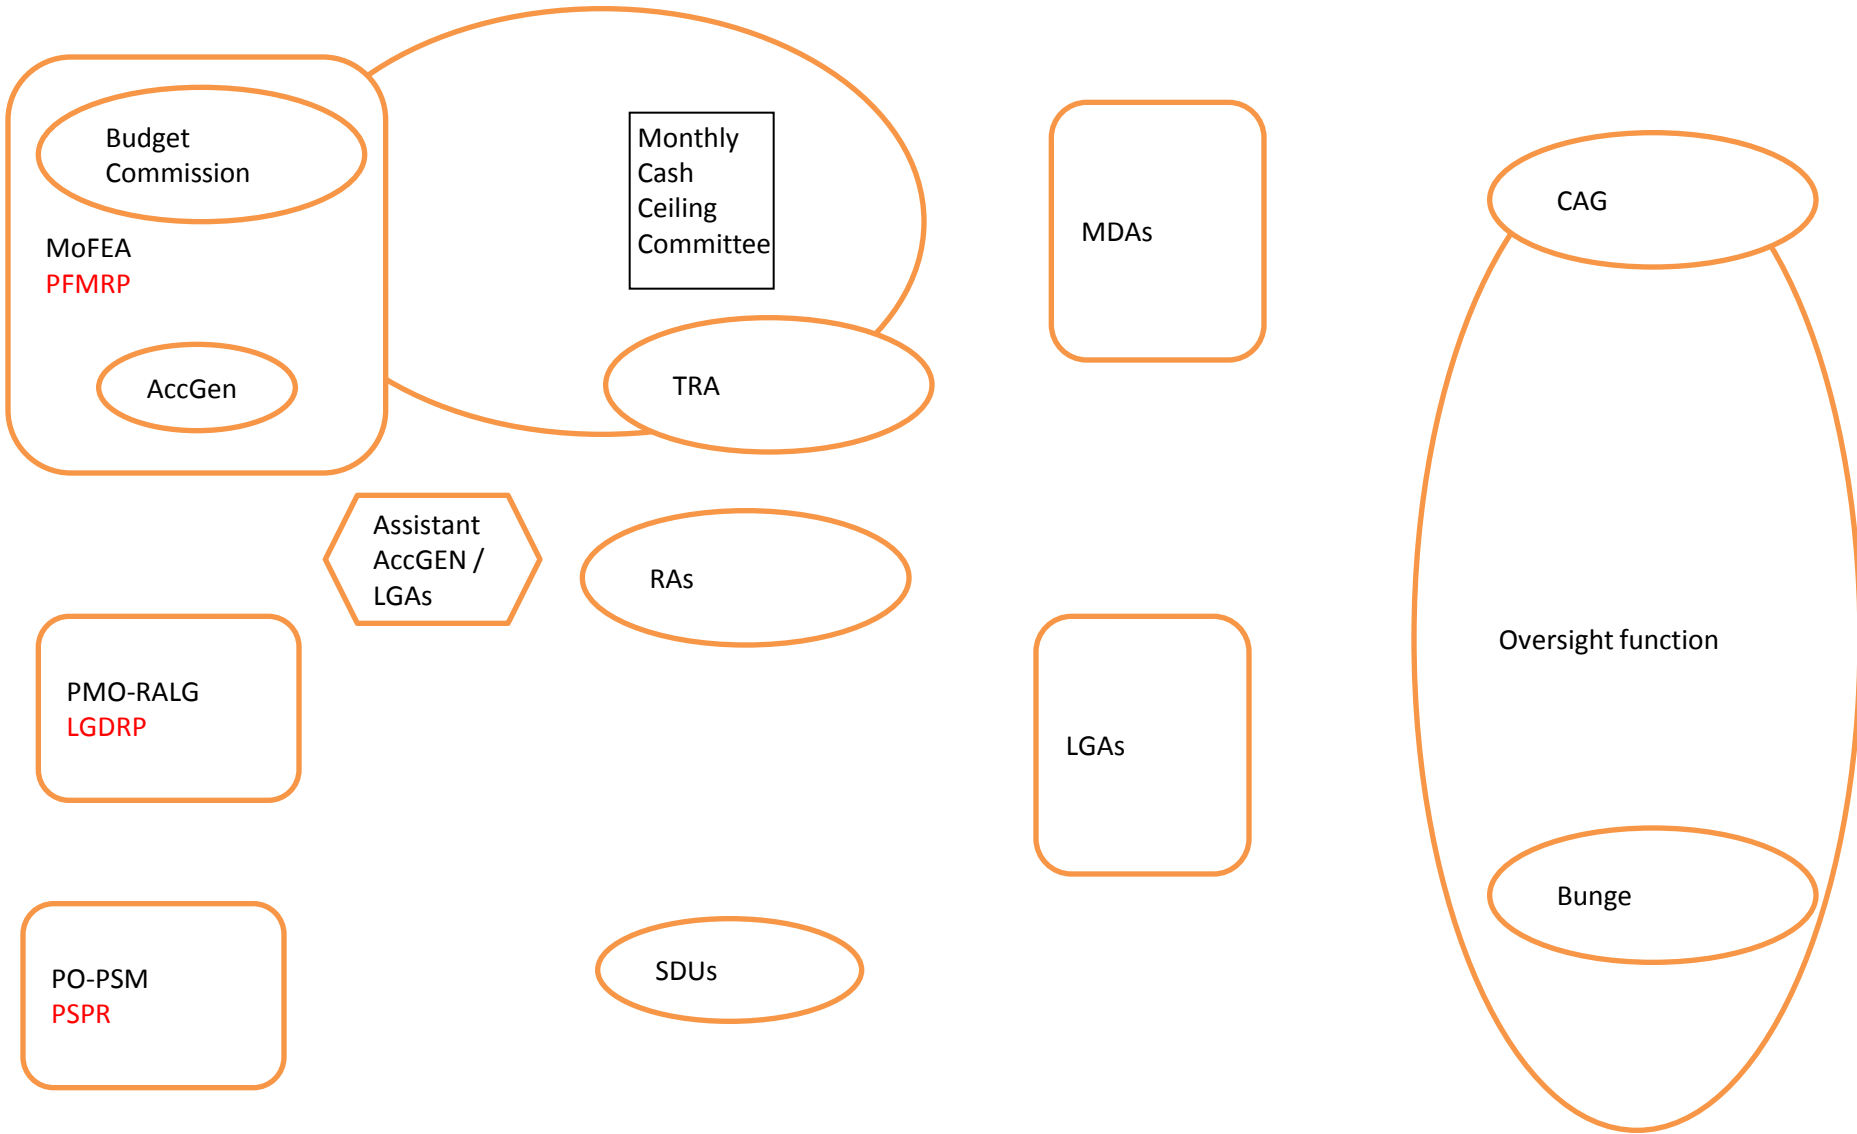 Budget
Commission
MoFEA
PFMRP
AccGen
Monthly
Cash
Ceiling
Committee
TRA
MDAs
CAG
Assistant
AccGEN /
LGAs
RAs
PMO-RALG
LGDRP
LGAs
Oversight function
PO-PSM
PSPR
SDUs
Bunge